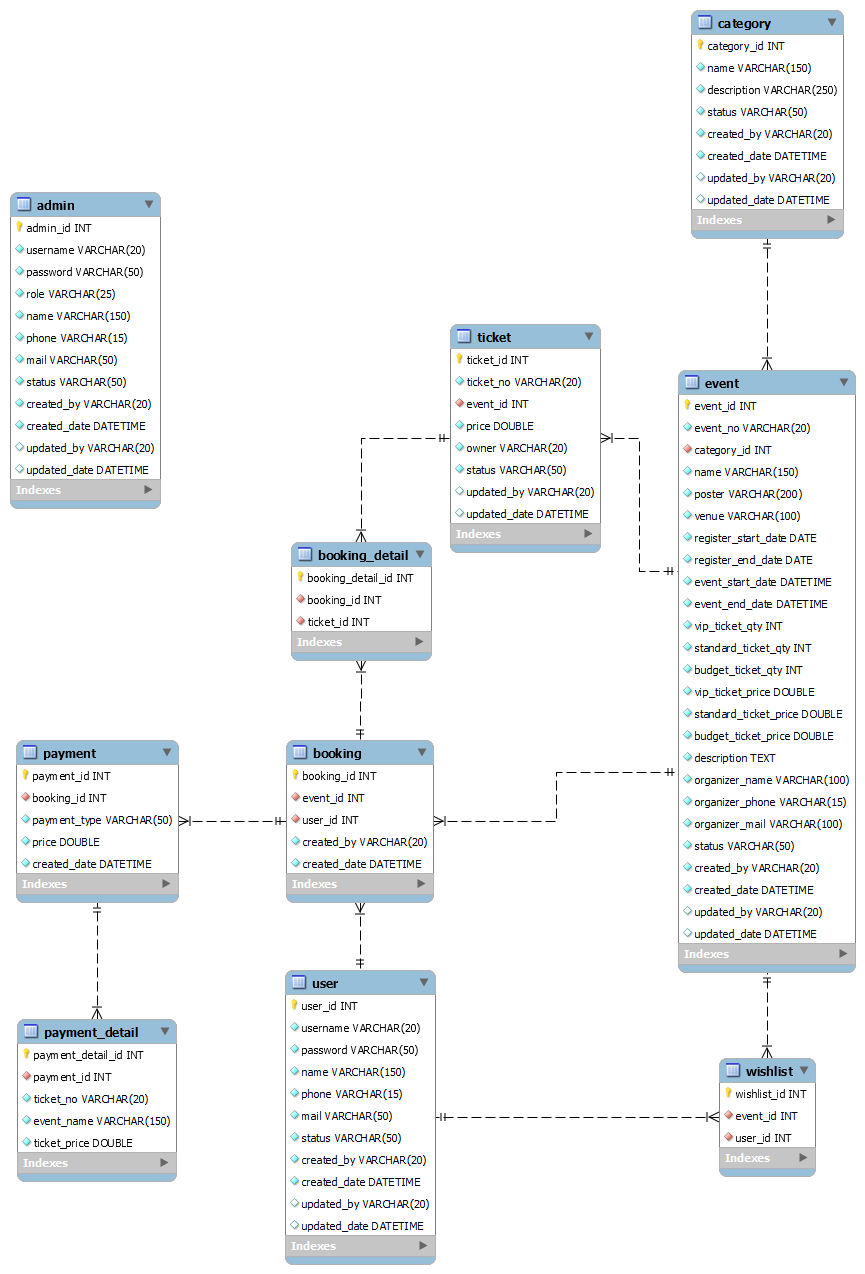 category
category_id INT
name VARCHAR(150)
description VARCHAR(250)
status VARCHAR(50)
created_by VARCHAR(20)
created_date DATETIME
updated_by VARCHAR(20)
updated_date DATETIME
Indexes
admin
admin_id INT
username VARCHAR(20)
password VARCHAR(50)
role VARCHAR(25)
name VARCHAR(150)
phone VARCHAR(15)
mail VARCHAR(50)
status VARCHAR(50)
created_by VARCHAR(20)
created_date DATETIME
updated_by VARCHAR(20)
updated_date DATETIME
Indexes
ticket
ticket_id INT
ticket_no VARCHAR(20)
event_id INT
price DOUBLE
owner VARCHAR(20)
status VARCHAR(50)
updated_by VARCHAR(20)
updated_date DATETIME
Indexes
event
event_id INT
event_no VARCHAR(20)
category_id INT
name VARCHAR(150)
poster VARCHAR(200)
venue VARCHAR(100)
register_start_date DATE
register_end_date DATE
event_start_date DATETIME
event_end_date DATETIME
vip_ticket_qty INT
standard_ticket_qty INT
budget_ticket_qty INT
vip_ticket_price DOUBLE
standard_ticket_price DOUBLE
budget_ticket_price DOUBLE
description TEXT
organizer_name VARCHAR(100)
organizer_phone VARCHAR(15)
organizer_mail VARCHAR(100)
status VARCHAR(50)
created_by VARCHAR(20)
created_date DATETIME
updated_by VARCHAR(20)
updated_date DATETIME
Indexes
booking_detail
booking_detail_id INT
booking_id INT
ticket_id INT
Indexes
payment
payment_id INT
booking_id INT
payment_type VARCHAR(50)
price DOUBLE
created_date DATETIME
Indexes
booking
booking_id INT
event_id INT
user_id INT
created_by VARCHAR(20)
created_date DATETIME
Indexes
user
user_id INT
username VARCHAR(20)
password VARCHAR(50)
name VARCHAR(150)
phone VARCHAR(15)
mail VARCHAR(50)
status VARCHAR(50)
created_by VARCHAR(20)
created_date DATETIME
updated_by VARCHAR(20)
updated_date DATETIME
Indexes
payment_detail
payment_detail_id INT
payment_id INT
ticket_no VARCHAR(20)
event_name VARCHAR(150)
ticket_price DOUBLE
Indexes
wishlist
wishlist_id INT
event_id INT
user_id INT
Indexes